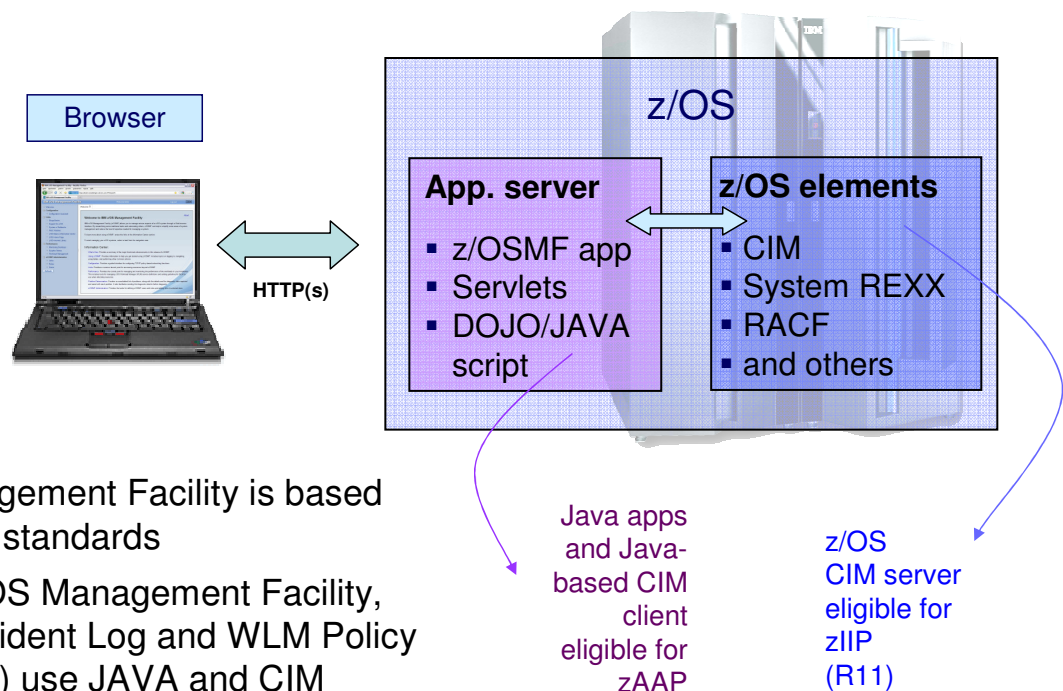 IBM
z/OS
Browser
App. server
▪ z/OSMF app
▪ Servlets
▪ DOJO/JAVA
script
z/OS elements
▪ CIM
▪ System REXX
▪ RACF
▪ and others
HTTP(s)
agement Facility is based
standards
OS Management Facility,
ident Log and WLM Policy
) use JAVA and CIM
Java apps
and Java-
based CIM
client
eligible for
zAAP
z/OS
CIM server
eligible for
zIIP
(R11)